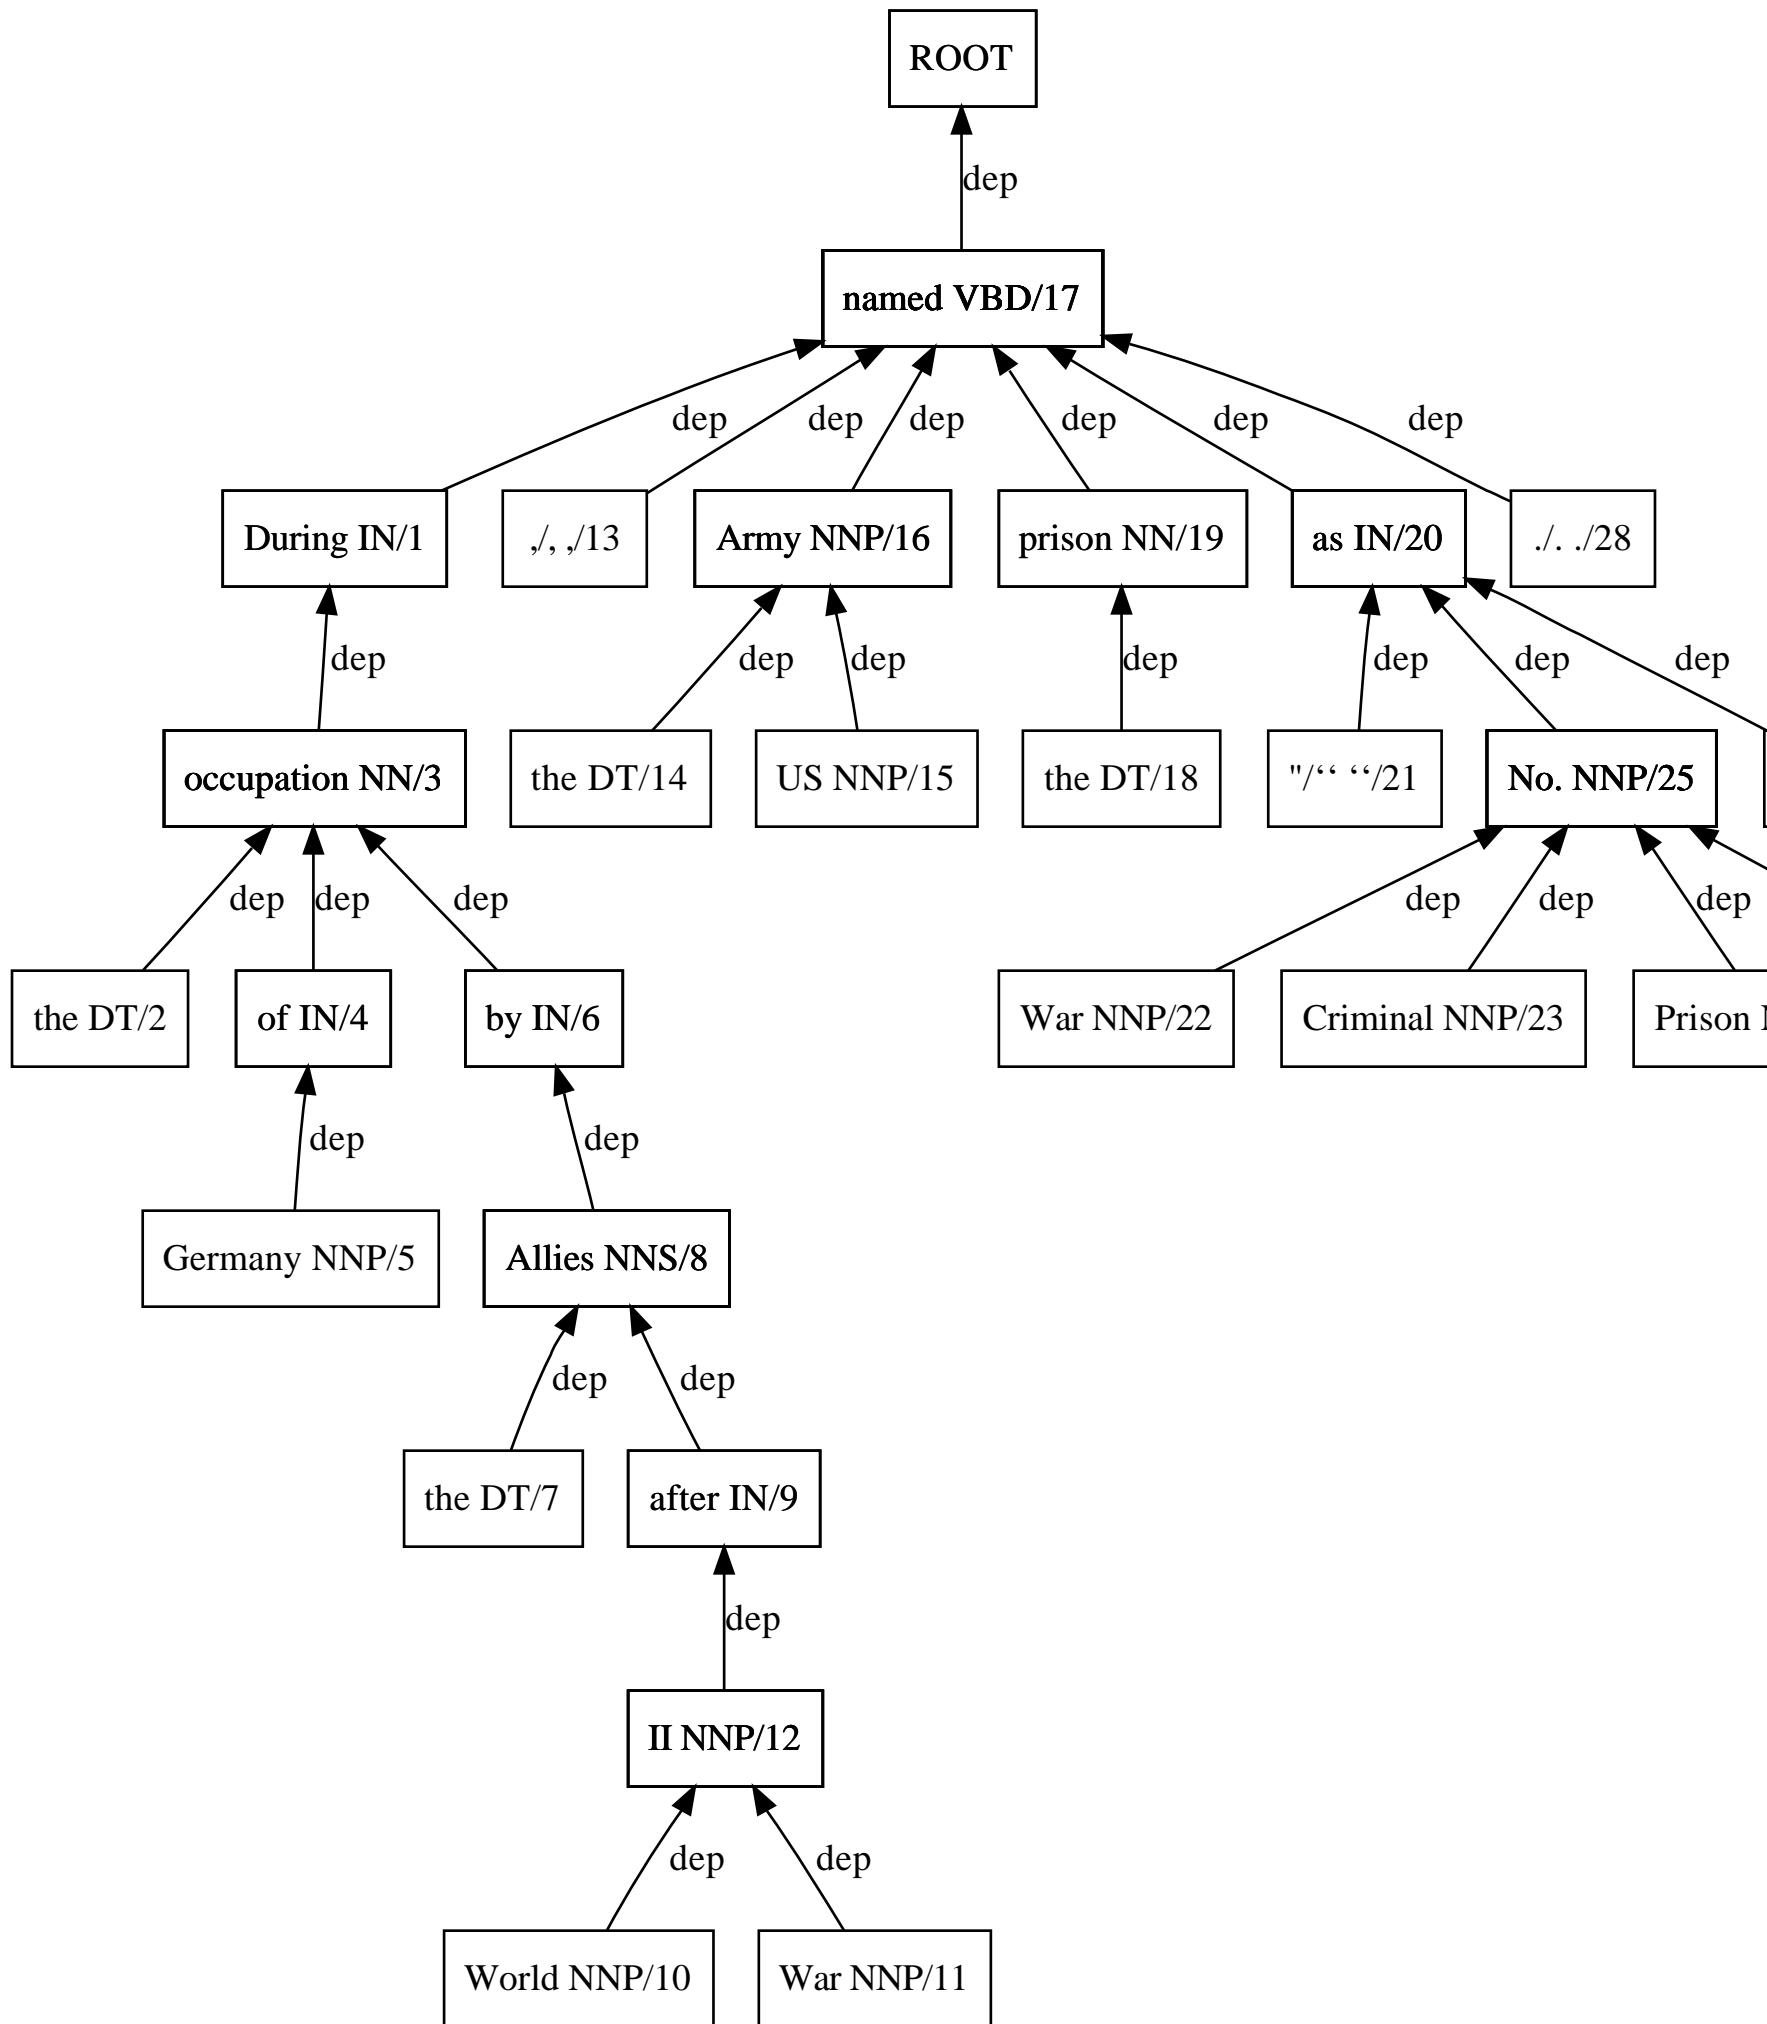 ROOT
dep
named VBD/17
dep dep dep dep dep dep
During IN/1 ,/, ,/13 Army NNP/16 prison NN/19 as IN/20 ./. ./28
dep dep dep dep dep dep dep
occupation NN/3 the DT/14 US NNP/15 the DT/18 "/“ “/21 No. NNP/25
dep dep dep dep dep dep
the DT/2 of IN/4 by IN/6 War NNP/22 Criminal NNP/23 Prison
dep dep
Germany NNP/5 Allies NNS/8
dep dep
the DT/7 after IN/9
dep
II NNP/12
dep dep
World NNP/10 War NNP/11